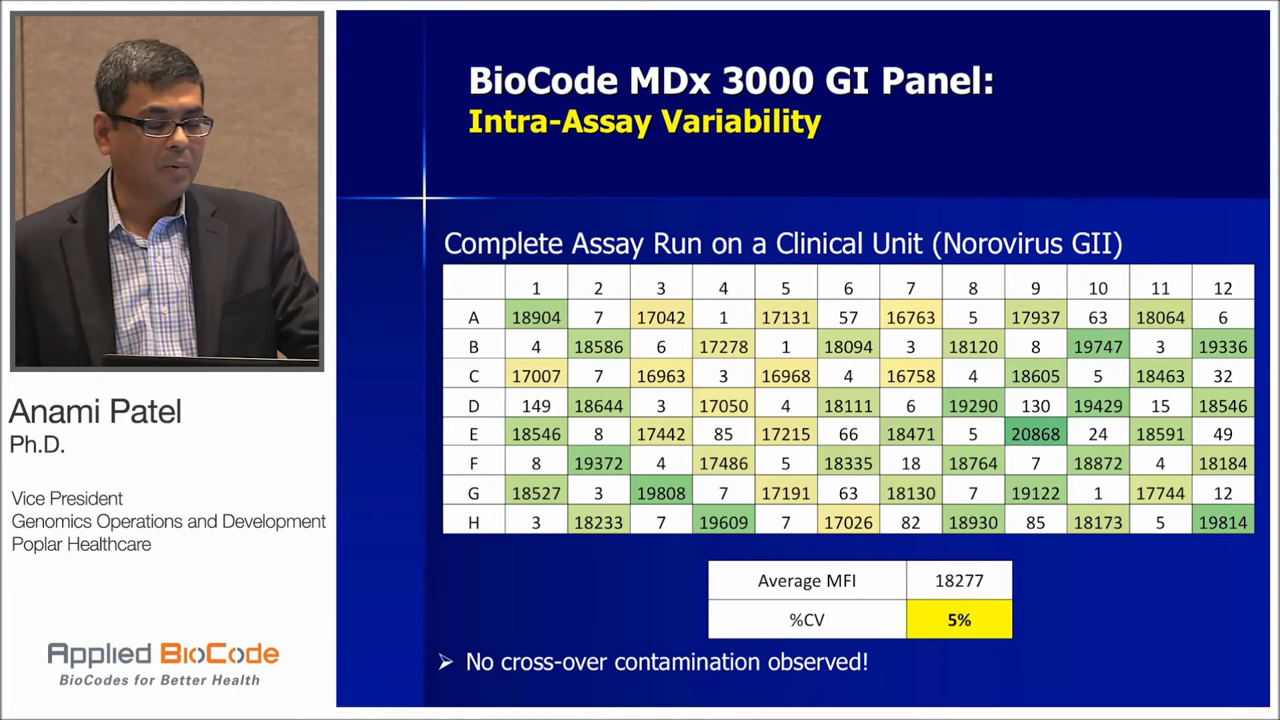 BioCode MDx 3000 GI Panel:
Intra-Assay Variability
Complete Assay Run on a Clinical Unit (Norovirus GII)
1 2 3 4 5 6 7 8 9 10 11 12
A 18904 7 17042 1 17131 57 16763 5 17937 63 18064 6
B 4 18586 6 17278 1 18094 3 18120 8 19747 3 19336
C 17007 7 16963 3 16968 4 16758 4 18605 5 18463 32
D 149 18644 3 17050 4 18111 6 19290 130 19429 15 18546
E 18546 8 17442 85 17215 66 18471 5 20868 24 18591 49
F 8 19372 4 17486 5 18335 18 18764 7 18872 4 18184
G 18527 3 19808 7 17191 63 18130 7 19122 1 17744 12
H 3 18233 7 19609 7 17026 82 18930 85 18173 5 19814
Average MFI 18277
%CV 5%
➢ No cross-over contamination observed!
Anami Patel
Ph.D.
Vice President
Genomics Operations and Development
Poplar Healthcare
Applied BioCode
BioCodes for Better Health